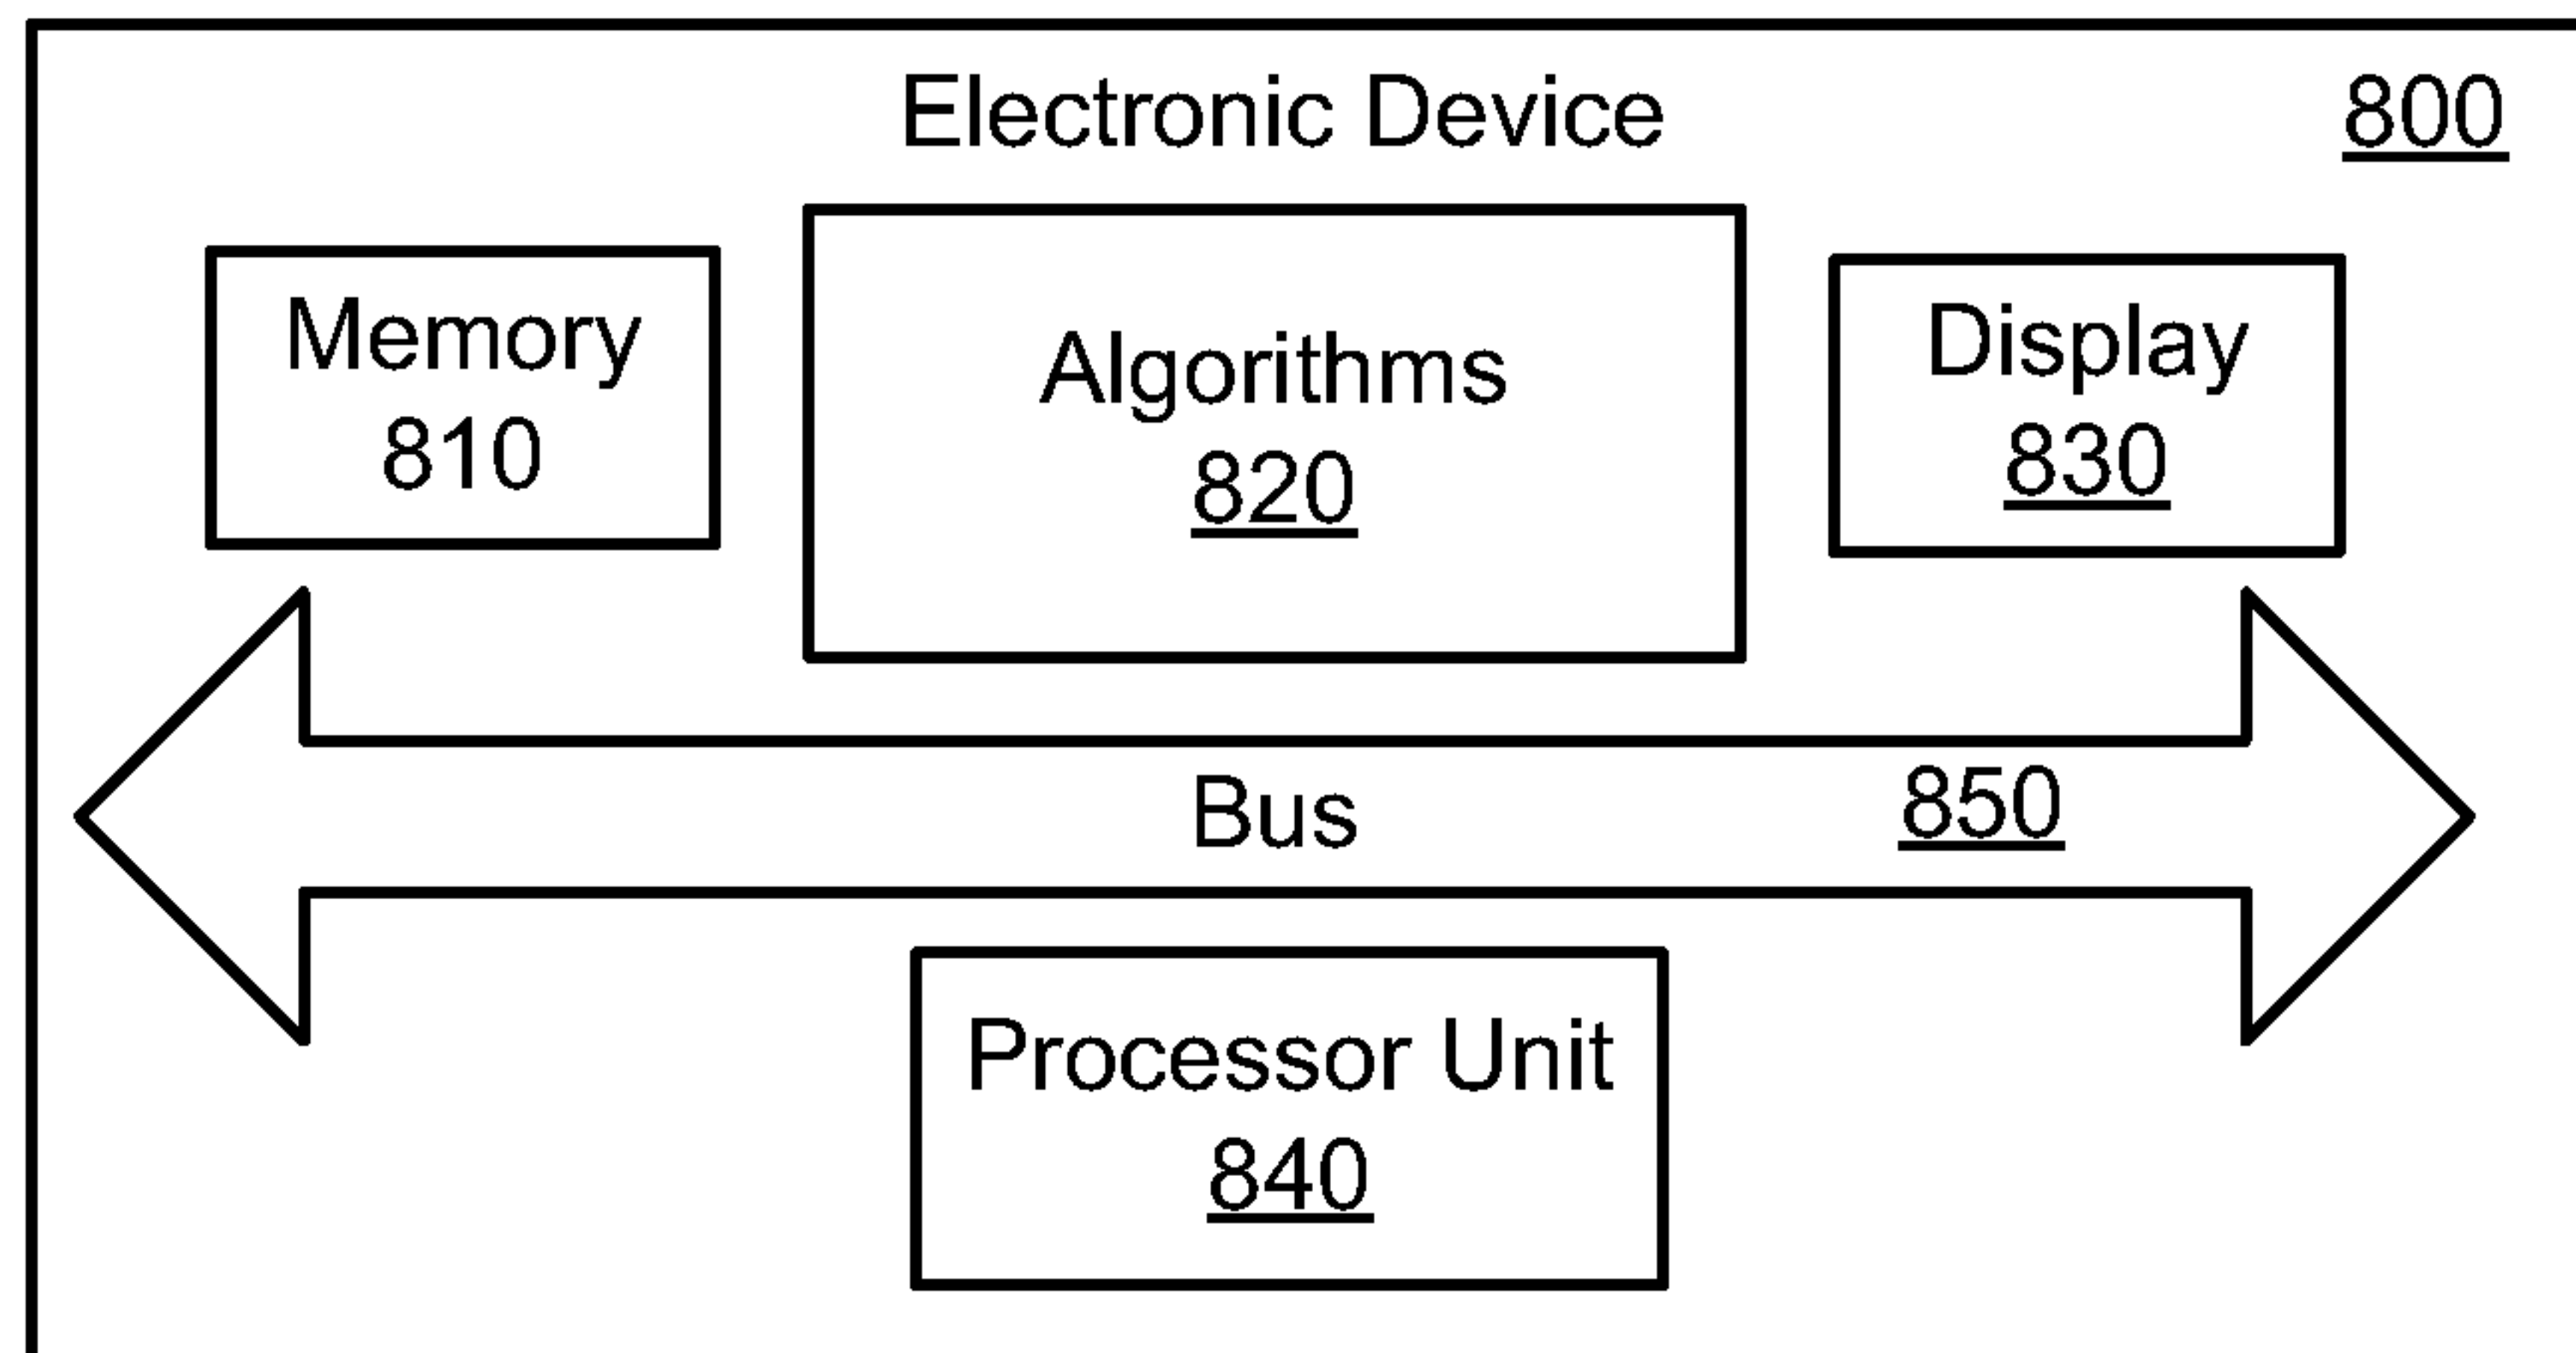 Electronic Device 800
Memory
810
Algorithms
820
Display
830
Bus 850
Processor Unit
840